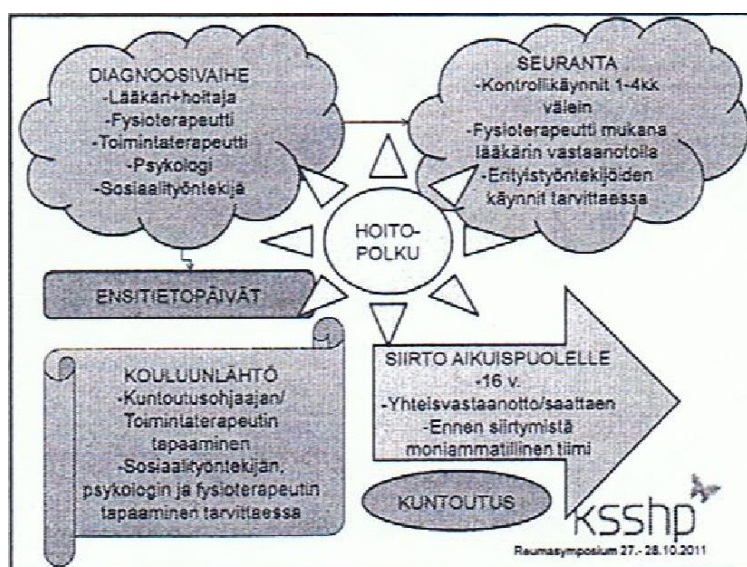 DIAGNOOSIVAIHE
-Lääkäri+hoitaja
-Fysioterapeutti
-Toimintaterapeutti
-Psykologi
-Sosiaalityöntekijä
SEURANTA
-Kontrollikäynnit 1-4kk
välein
-Fysioterapeutti mukana
lääkärin vastaanotolla
-Erityistyöntekijöiden
käynnit tarvittaessa
HOITO-
POLKU
ENSITIETOPÄIVÄT
KOULUUNLÄHTÖ
-Kuntoutusohjaajan/
Toimintaterapeutin
tapaaminen
-Sosiaalityöntekijän,
psykologin ja fysioterapeutin
tapaaminen tarvittaessa
SIIRTO AIKUISPUOLELLE
-16 v.
-Yhteisvastaanotto/saattaen
-Ennen siirtymistä
moniammatillinen tiimi
KUNTOUTUS
ksshp
Reumasymposium 27.- 28.10.2011